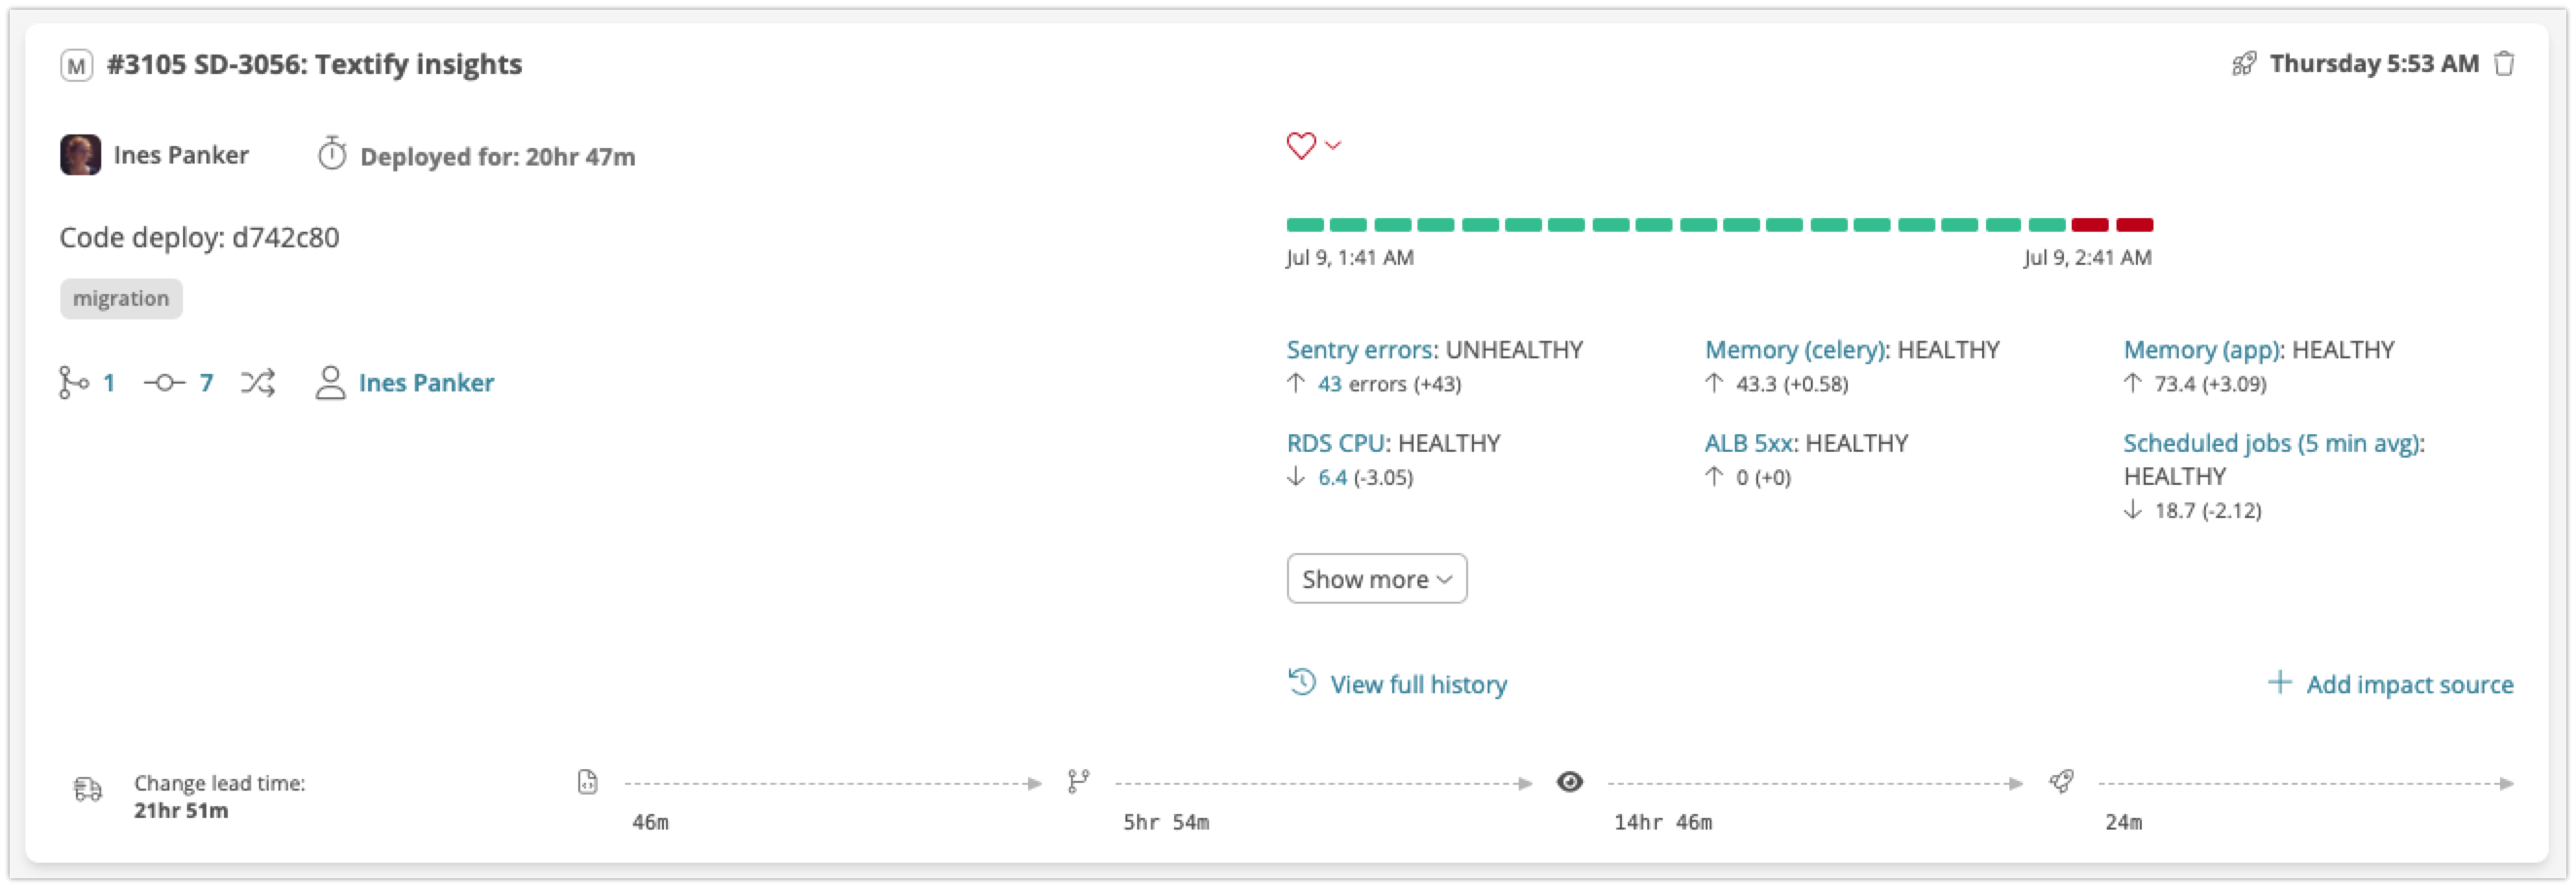 M #3105 SD-3056: Textify insights
Thursday 5:53 AM
Ines Panker
Deployed for: 20hr 47m
Code deploy: d742c80
migration
1 7 Ines Panker
Jul 9, 1:41 AM
Jul 9, 2:41 AM
Sentry errors: UNHEALTHY
↑ 43 errors (+43)
Memory (celery): HEALTHY
↑ 43.3 (+0.58)
Memory (app): HEALTHY
↑ 73.4 (+3.09)
RDS CPU: HEALTHY
↓ 6.4 (-3.05)
ALB 5xx: HEALTHY
↑ 0 (+0)
Scheduled jobs (5 min avg):
HEALTHY
↓ 18.7 (-2.12)
Show more
View full history
+ Add impact source
Change lead time:
21hr 51m
46m
5hr 54m
14hr 46m
24m